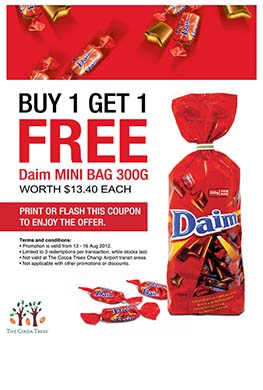 Daim
BUY 1 GET 1
FREE
Daim MINI BAG 300G
WORTH $13.40 EACH
PRINT OR FLASH THIS COUPON
TO ENJOY THE OFFER.
Terms and conditions:
• Promotion is valid from 13 - 16 Aug 2012.
• Limited to 3 redemptions per transaction, while stocks last.
• Not valid at The Cocoa Trees Changi Airport transit areas.
• Not applicable with other promotions or discounts.
THE COCOA TREES
Daim